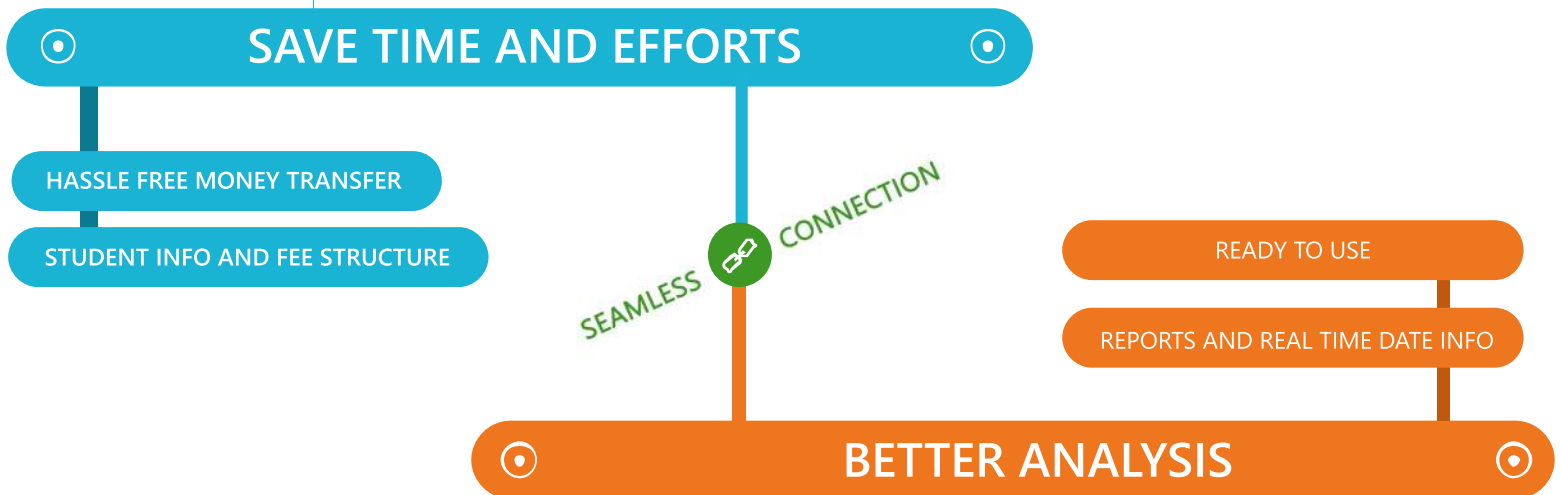 SAVE TIME AND EFFORTS
HASSLE FREE MONEY TRANSFER
STUDENT INFO AND FEE STRUCTURE
SEAMLESS CONNECTION
READY TO USE
REPORTS AND REAL TIME DATE INFO
BETTER ANALYSIS